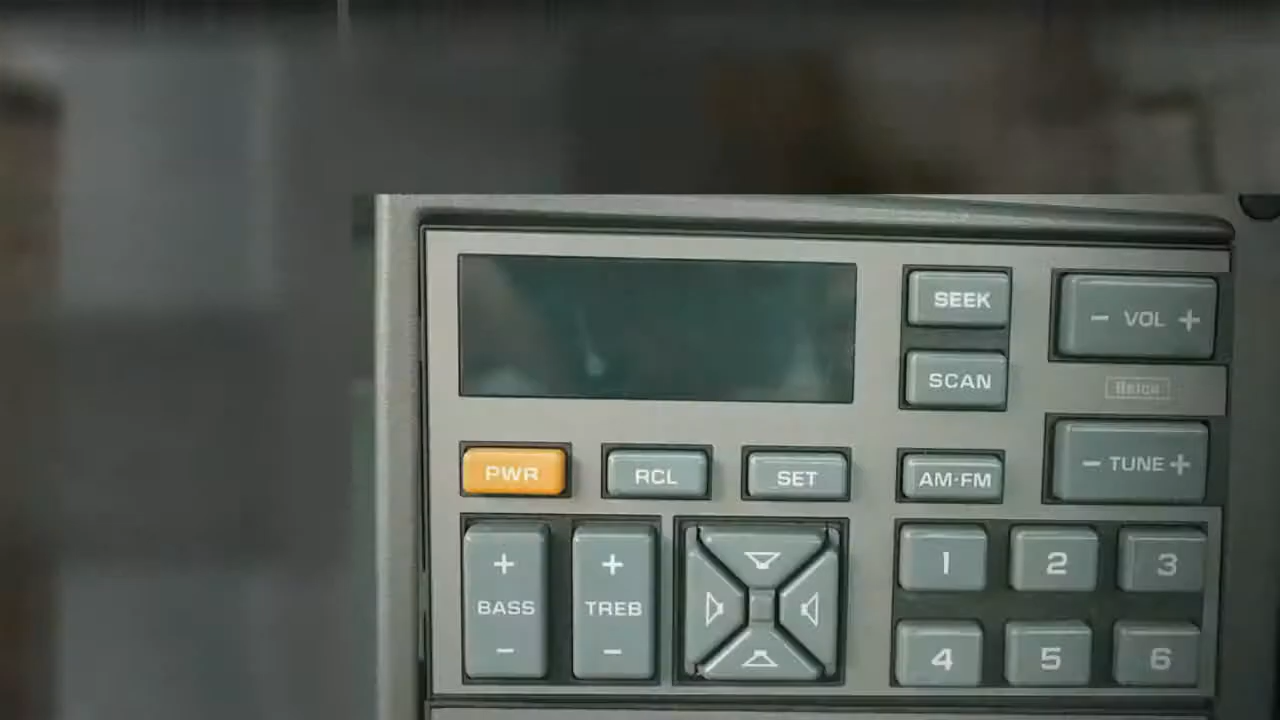 SEEK
- VOL +
SCAN
PWR
RCL
SET
AM·FM
- TUNE +
+
BASS
-
+
TREB
-
1 2 3
4 5 6